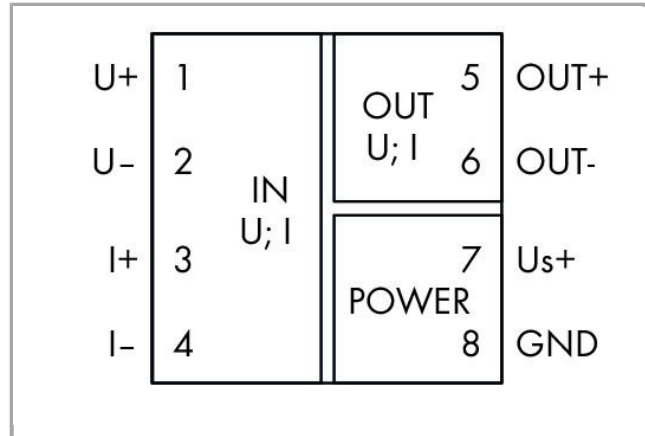 U+ 1 5 OUT+
OUT
U; I
U– 2 6 OUT-
IN
U; I
I+ 3 7 Us+
POWER
I– 4 8 GND